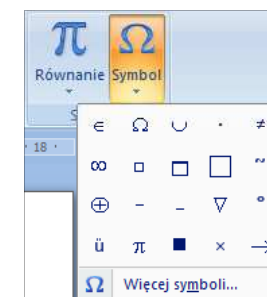 π Ω
Równanie Symbol
S
∈ Ω ∪ · ≠
18 ·
∞ □ □ ~
⊕ - _ ∇ °
ü π ■ × →
Ω Więcej symboli...